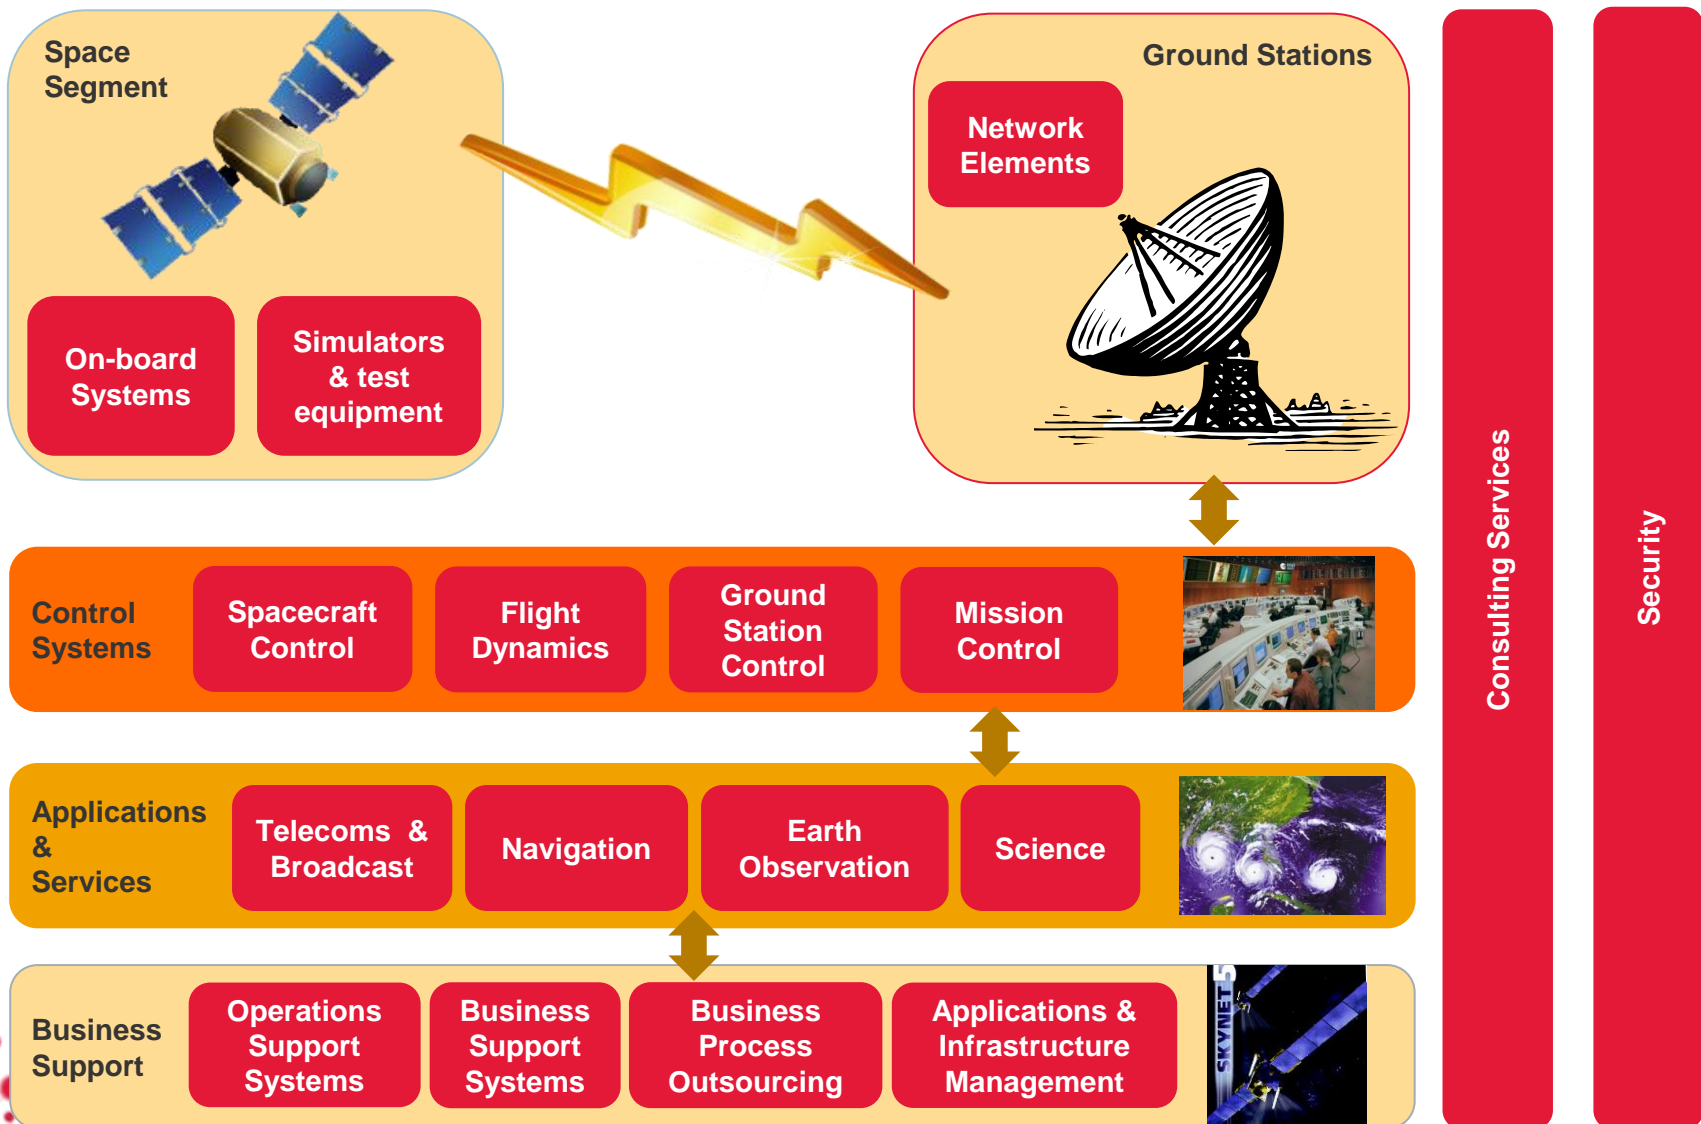 Space
Segment
Ground Stations
Network
Elements
On-board
Systems
Simulators
& test
equipment
Control
Systems
Spacecraft
Control
Flight
Dynamics
Ground
Station
Control
Mission
Control
Applications
&
Services
Telecoms &
Broadcast
Navigation
Earth
Observation
Science
Business
Support
Operations
Support
Systems
Business
Support
Systems
Business
Process
Outsourcing
Applications &
Infrastructure
Management
SKYNET 5
Consulting Services
Security